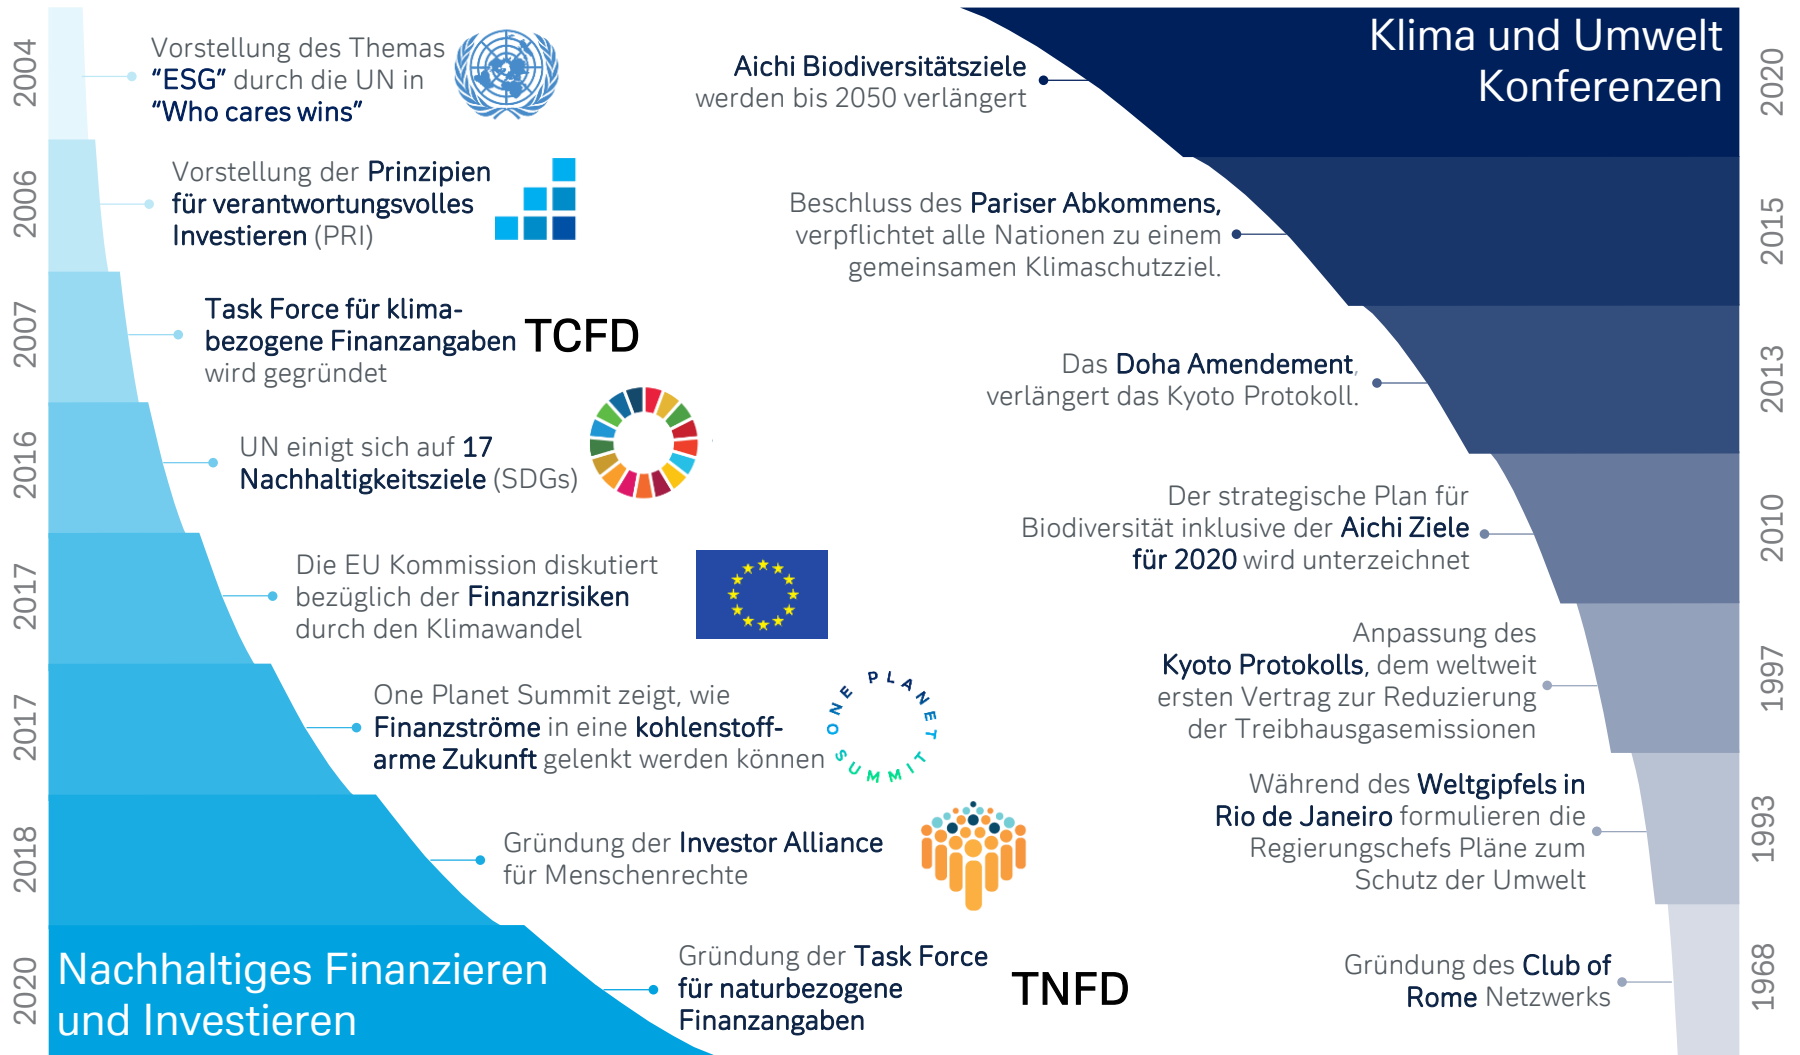 2004
Vorstellung des Themas
“ESG” durch die UN in
“Who cares wins”
2006
Vorstellung der Prinzipien
für verantwortungsvolles
Investieren (PRI)
2007
Task Force für klima-
bezogene Finanzangaben
wird gegründet
TCFD
2016
UN einigt sich auf 17
Nachhaltigkeitsziele (SDGs)
2017
Die EU Kommission diskutiert
bezüglich der Finanzrisiken
durch den Klimawandel
2017
One Planet Summit zeigt, wie
Finanzströme in eine kohlenstoff-
arme Zukunft gelenkt werden können
ONE PLANET SUMMIT
2018
Gründung der Investor Alliance
für Menschenrechte
2020
Nachhaltiges Finanzieren
und Investieren
Gründung der Task Force
für naturbezogene
Finanzangaben
TNFD
Klima und Umwelt
Konferenzen
2020
Aichi Biodiversitätsziele
werden bis 2050 verlängert
2015
Beschluss des Pariser Abkommens,
verpflichtet alle Nationen zu einem
gemeinsamen Klimaschutzziel.
2013
Das Doha Amendement,
verlängert das Kyoto Protokoll.
2010
Der strategische Plan für
Biodiversität inklusive der Aichi Ziele
für 2020 wird unterzeichnet
1997
Anpassung des
Kyoto Protokolls, dem weltweit
ersten Vertrag zur Reduzierung
der Treibhausgasemissionen
1993
Während des Weltgipfels in
Rio de Janeiro formulieren die
Regierungschefs Pläne zum
Schutz der Umwelt
1968
Gründung des Club of
Rome Netzwerks